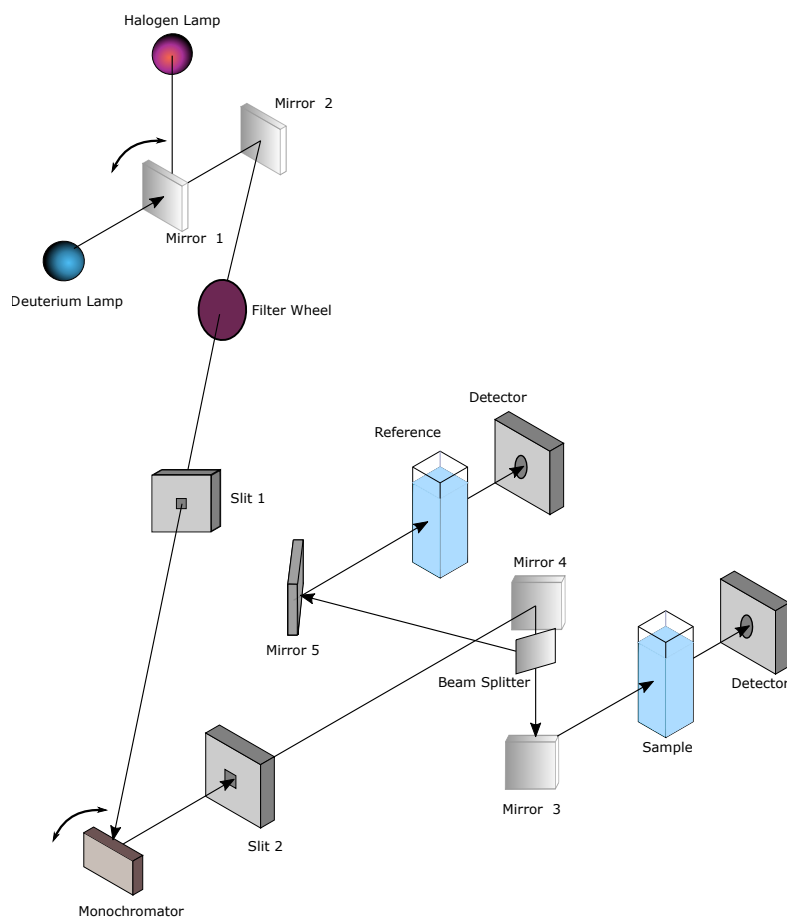 Halogen Lamp
Mirror 2
Mirror 1
Deuterium Lamp
Filter Wheel
Detector
Reference
Slit 1
Mirror 4
Mirror 5
Beam Splitter
Detector
Sample
Mirror 3
Slit 2
Monochromator